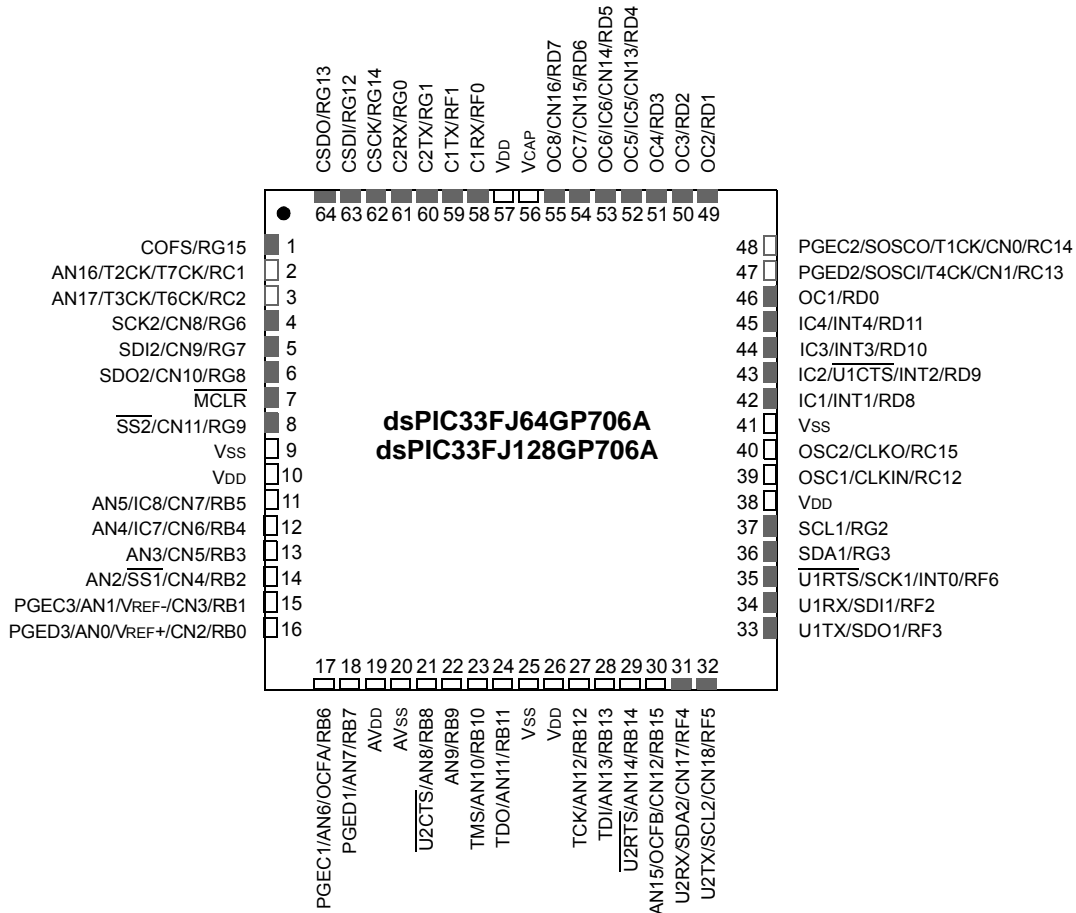 CSDO/RG13
CSDI/RG12
CSCK/RG14
C2RX/RG0
C2TX/RG1
C1TX/RF1
C1RX/RF0
VDD
VCAP
OC8/CN16/RD7
OC7/CN15/RD6
OC6/IC6/CN14/RD5
OC5/IC5/CN13/RD4
OC4/RD3
OC3/RD2
OC2/RD1
64 63 62 61 60 59 58 57 56 55 54 53 52 51 50 49
COFS/RG15 1
AN16/T2CK/T7CK/RC1 2
AN17/T3CK/T6CK/RC2 3
SCK2/CN8/RG6 4
SDI2/CN9/RG7 5
SDO2/CN10/RG8 6
MCLR 7
SS2/CN11/RG9 8
VSS 9
VDD 10
AN5/IC8/CN7/RB5 11
AN4/IC7/CN6/RB4 12
AN3/CN5/RB3 13
AN2/SS1/CN4/RB2 14
PGEC3/AN1/VREF-/CN3/RB1 15
PGED3/AN0/VREF+/CN2/RB0 16
dsPIC33FJ64GP706A
dsPIC33FJ128GP706A
48 PGEC2/SOSCO/T1CK/CN0/RC14
47 PGED2/SOSCI/T4CK/CN1/RC13
46 OC1/RD0
45 IC4/INT4/RD11
44 IC3/INT3/RD10
43 IC2/U1CTS/INT2/RD9
42 IC1/INT1/RD8
41 VSS
40 OSC2/CLKO/RC15
39 OSC1/CLKIN/RC12
38 VDD
37 SCL1/RG2
36 SDA1/RG3
35 U1RTS/SCK1/INT0/RF6
34 U1RX/SDI1/RF2
33 U1TX/SDO1/RF3
17 18 19 20 21 22 23 24 25 26 27 28 29 30 31 32
PGEC1/AN6/OCFA/RB6
PGED1/AN7/RB7
AVDD
AVSS
U2CTS/AN8/RB8
AN9/RB9
TMS/AN10/RB10
TDO/AN11/RB11
VSS
VDD
TCK/AN12/RB12
TDI/AN13/RB13
U2RTS/AN14/RB14
AN15/OCFB/CN12/RB15
U2RX/SDA2/CN17/RF4
U2TX/SCL2/CN18/RF5